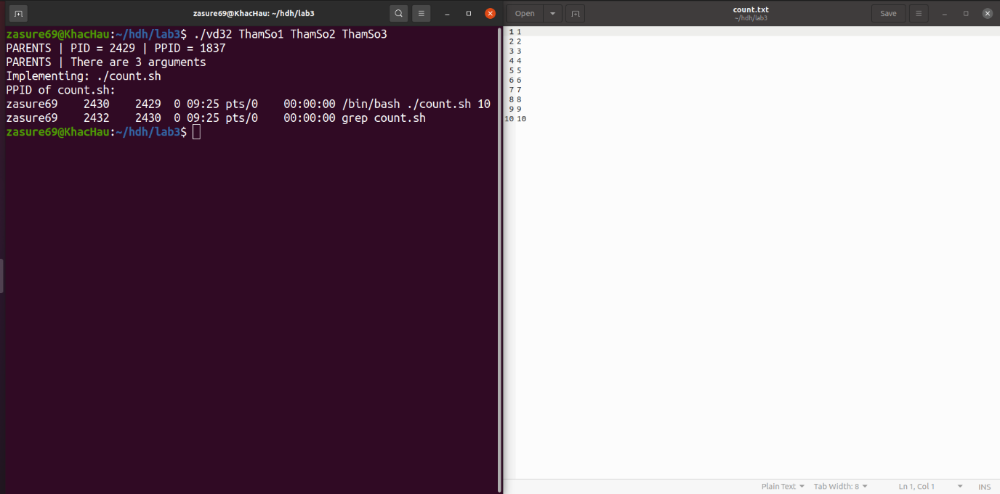 zasure69@KhacHau: ~/hdh/lab3
zasure69@KhacHau:~/hdh/lab3$ ./vd32 ThamSo1 ThamSo2 ThamSo3
PARENTS | PID = 2429 | PPID = 1837
PARENTS | There are 3 arguments
Implementing: ./count.sh
PPID of count.sh:
zasure69    2430    2429  0 09:25 pts/0    00:00:00 /bin/bash ./count.sh 10
zasure69    2432    2430  0 09:25 pts/0    00:00:00 grep count.sh
zasure69@KhacHau:~/hdh/lab3$
Open count.txt Save
~/hdh/lab3
1 1
2 2
3 3
4 4
5 5
6 6
7 7
8 8
9 9
10 10
Plain Text Tab Width: 8 Ln 1, Col 1 INS